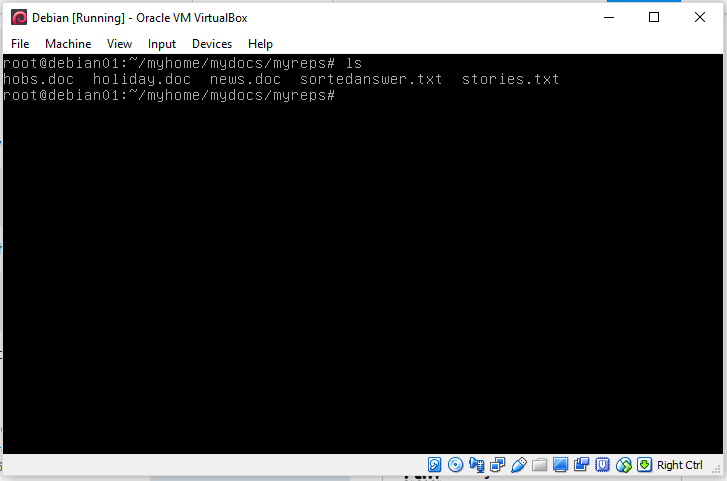 Debian [Running] - Oracle VM VirtualBox
File Machine View Input Devices Help
root@debian01:~/myhome/mydocs/myreps# ls
hobs.doc  holiday.doc  news.doc  sortedanswer.txt  stories.txt
root@debian01:~/myhome/mydocs/myreps#
Right Ctrl